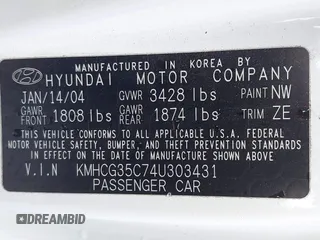 MANUFACTURED IN KOREA BY
HYUNDAI MOTOR COMPANY
JAN/14/04 GVWR 3428 lbs PAINT NW
GAWR FRONT 1808 lbs GAWR REAR 1874 lbs TRIM ZE
THIS VEHICLE CONFORMS TO ALL APPLICABLE U.S.A. FEDERAL
MOTOR VEHICLE SAFETY, BUMPER, AND THEFT PREVENTION
STANDARDS IN EFFECT ON THE DATE OF MANUFACTURE SHOWN ABOVE.
V.I.N KMHCG35C74U303431
PASSENGER CAR
©CARBIDHISTORY